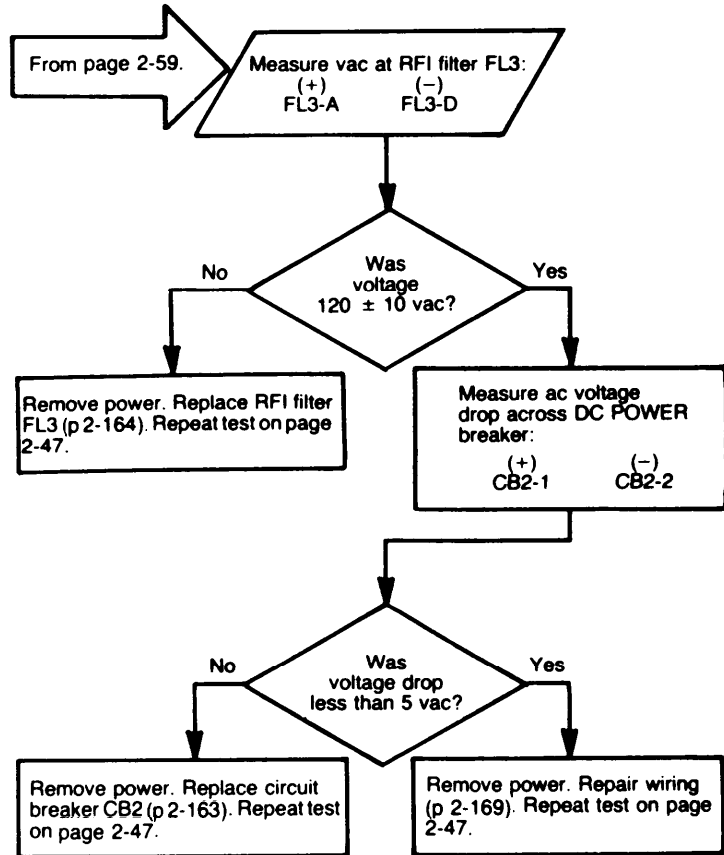 From page 2-59.
Measure vac at RFI filter FL3:
(+) (−)
FL3-A FL3-D
Was
voltage
120 ± 10 vac?
No
Yes
Remove power. Replace RFI filter
FL3 (p 2-164). Repeat test on page
2-47.
Measure ac voltage
drop across DC POWER
breaker:
(+) (−)
CB2-1 CB2-2
Was
voltage drop
less than 5 vac?
No
Yes
Remove power. Replace circuit
breaker CB2 (p 2-163). Repeat test
on page 2-47.
Remove power. Repair wiring
(p 2-169). Repeat test on page
2-47.